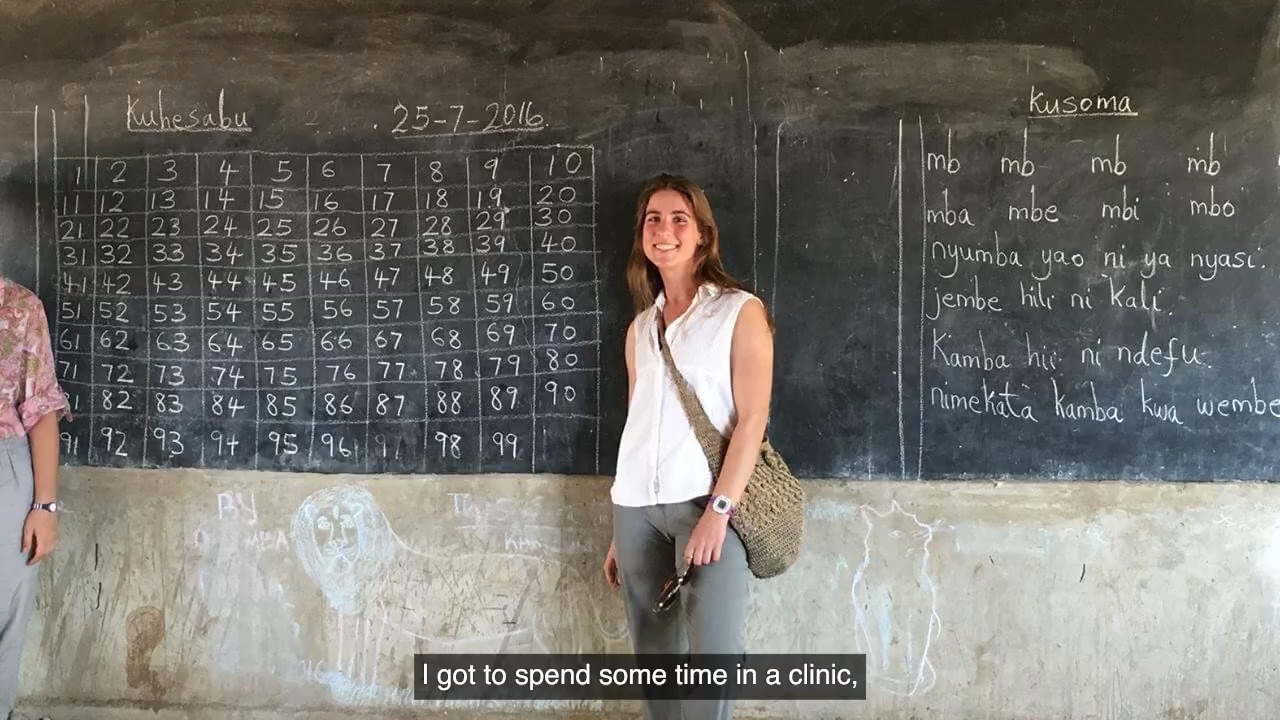 Kuhesabu 25-7-2016.
1 2 3 4 5 6 7 8 9 10
11 12 13 14 15 16 17 18 19 20
21 22 23 24 25 26 27 28 29 30
31 32 33 34 35 36 37 38 39 40
41 42 43 44 45 46 47 48 49 50
51 52 53 54 55 56 57 58 59 60
61 62 63 64 65 66 67 68 69 70
71 72 73 74 75 76 77 78 79 80
82 83 84 85 86 87 88 89 90
91 92 93 94 95 96 98 99
Kusoma
mb mb mb mb
mba mbe mbi mbo
nyumba yao ni ya nyasi.
jembe hili ni kali.
Kamba hii ni ndefu.
nimekata kamba kwa wembe
BY
I got to spend some time in a clinic,